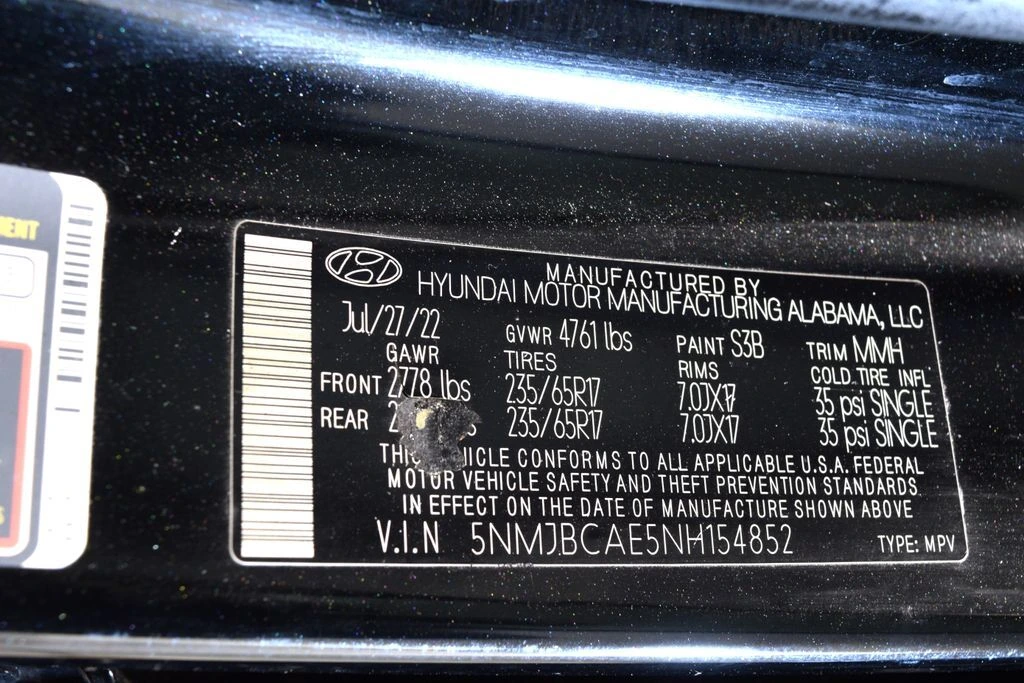 MENT
MANUFACTURED BY
HYUNDAI MOTOR MANUFACTURING ALABAMA, LLC
Jul/27/22 GVWR 4761 lbs PAINT S3B TRIM MMH
GAWR TIRES RIMS COLD TIRE INFL
FRONT 2778 lbs 235/65R17 7.0JX17 35 psi SINGLE
REAR 235/65R17 7.0JX17 35 psi SINGLE
CONFORMS TO ALL APPLICABLE U.S.A. FEDERAL
MOTOR VEHICLE SAFETY AND THEFT PREVENTION STANDARDS
IN EFFECT ON THE DATE OF MANUFACTURE SHOWN ABOVE
V.I.N 5NMJBCAE5NH154852 TYPE: MPV